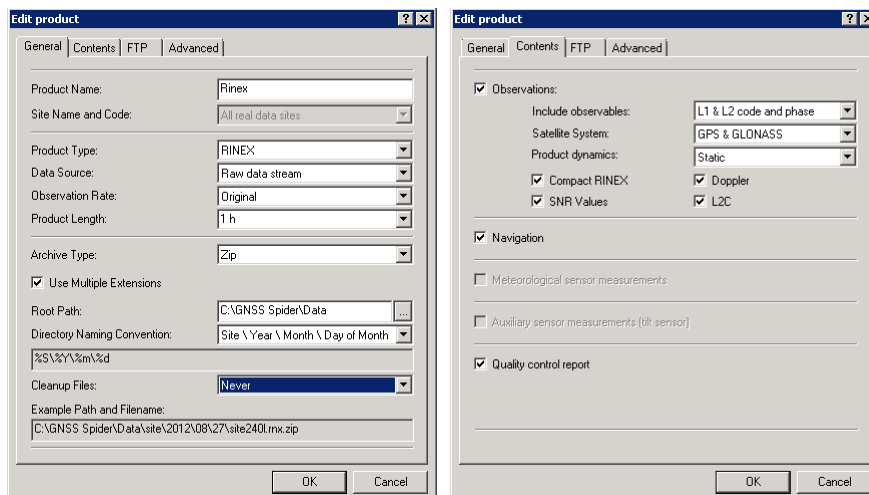 Edit product
General Contents FTP Advanced
Product Name: Rinex
Site Name and Code: All real data sites
Product Type: RINEX
Data Source: Raw data stream
Observation Rate: Original
Product Length: 1 h
Archive Type: Zip
Use Multiple Extensions
Root Path: C:\GNSS Spider\Data ...
Directory Naming Convention: Site \ Year \ Month \ Day of Month
%S\%Y\%m\%d
Cleanup Files: Never
Example Path and Filename:
C:\GNSS Spider\Data\site\2012\08\27\site240l.rnx.zip
OK Cancel
Edit product
General Contents FTP Advanced
Observations:
Include observables: L1 & L2 code and phase
Satellite System: GPS & GLONASS
Product dynamics: Static
Compact RINEX Doppler
SNR Values L2C
Navigation
Meteorological sensor measurements
Auxiliary sensor measurements (tilt sensor)
Quality control report
OK Cancel